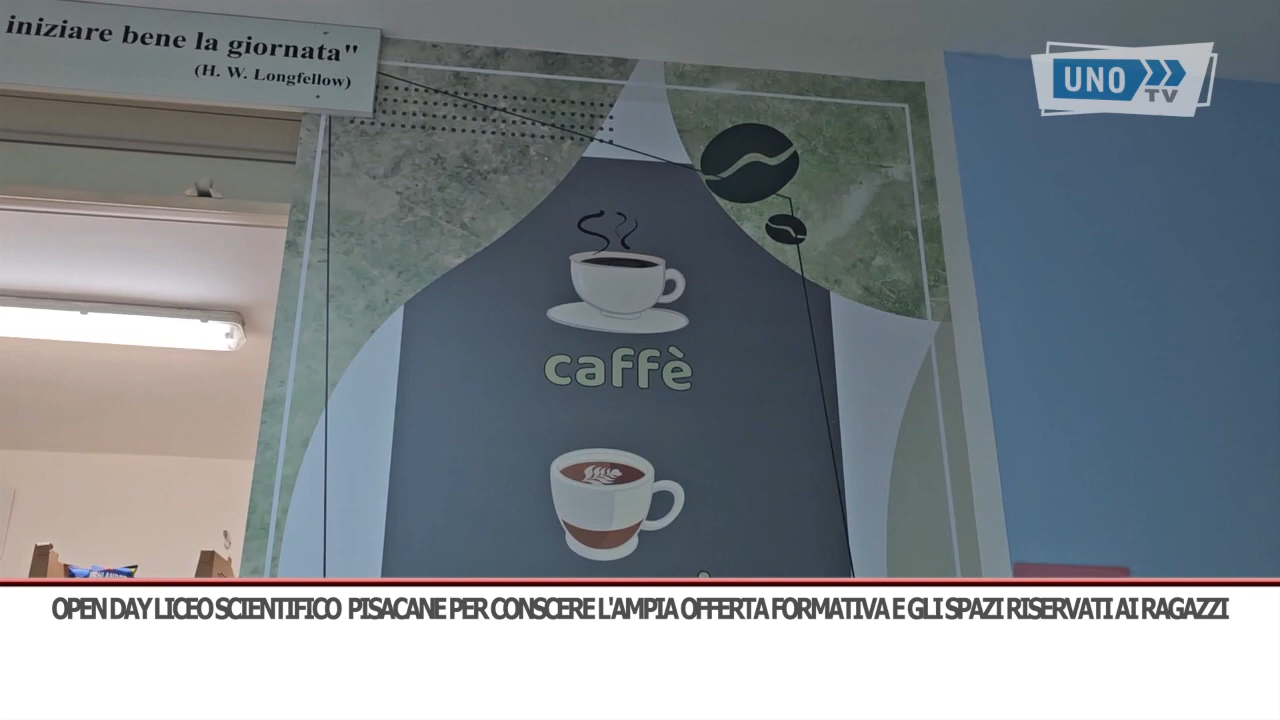 iniziare bene la giornata"
(H. W. Longfellow)
UNO
TV
caffè
OPEN DAY LICEO SCIENTIFICO PISACANE PER CONSCERE L'AMPIA OFFERTA FORMATIVA E GLI SPAZI RISERVATI AI RAGAZZI